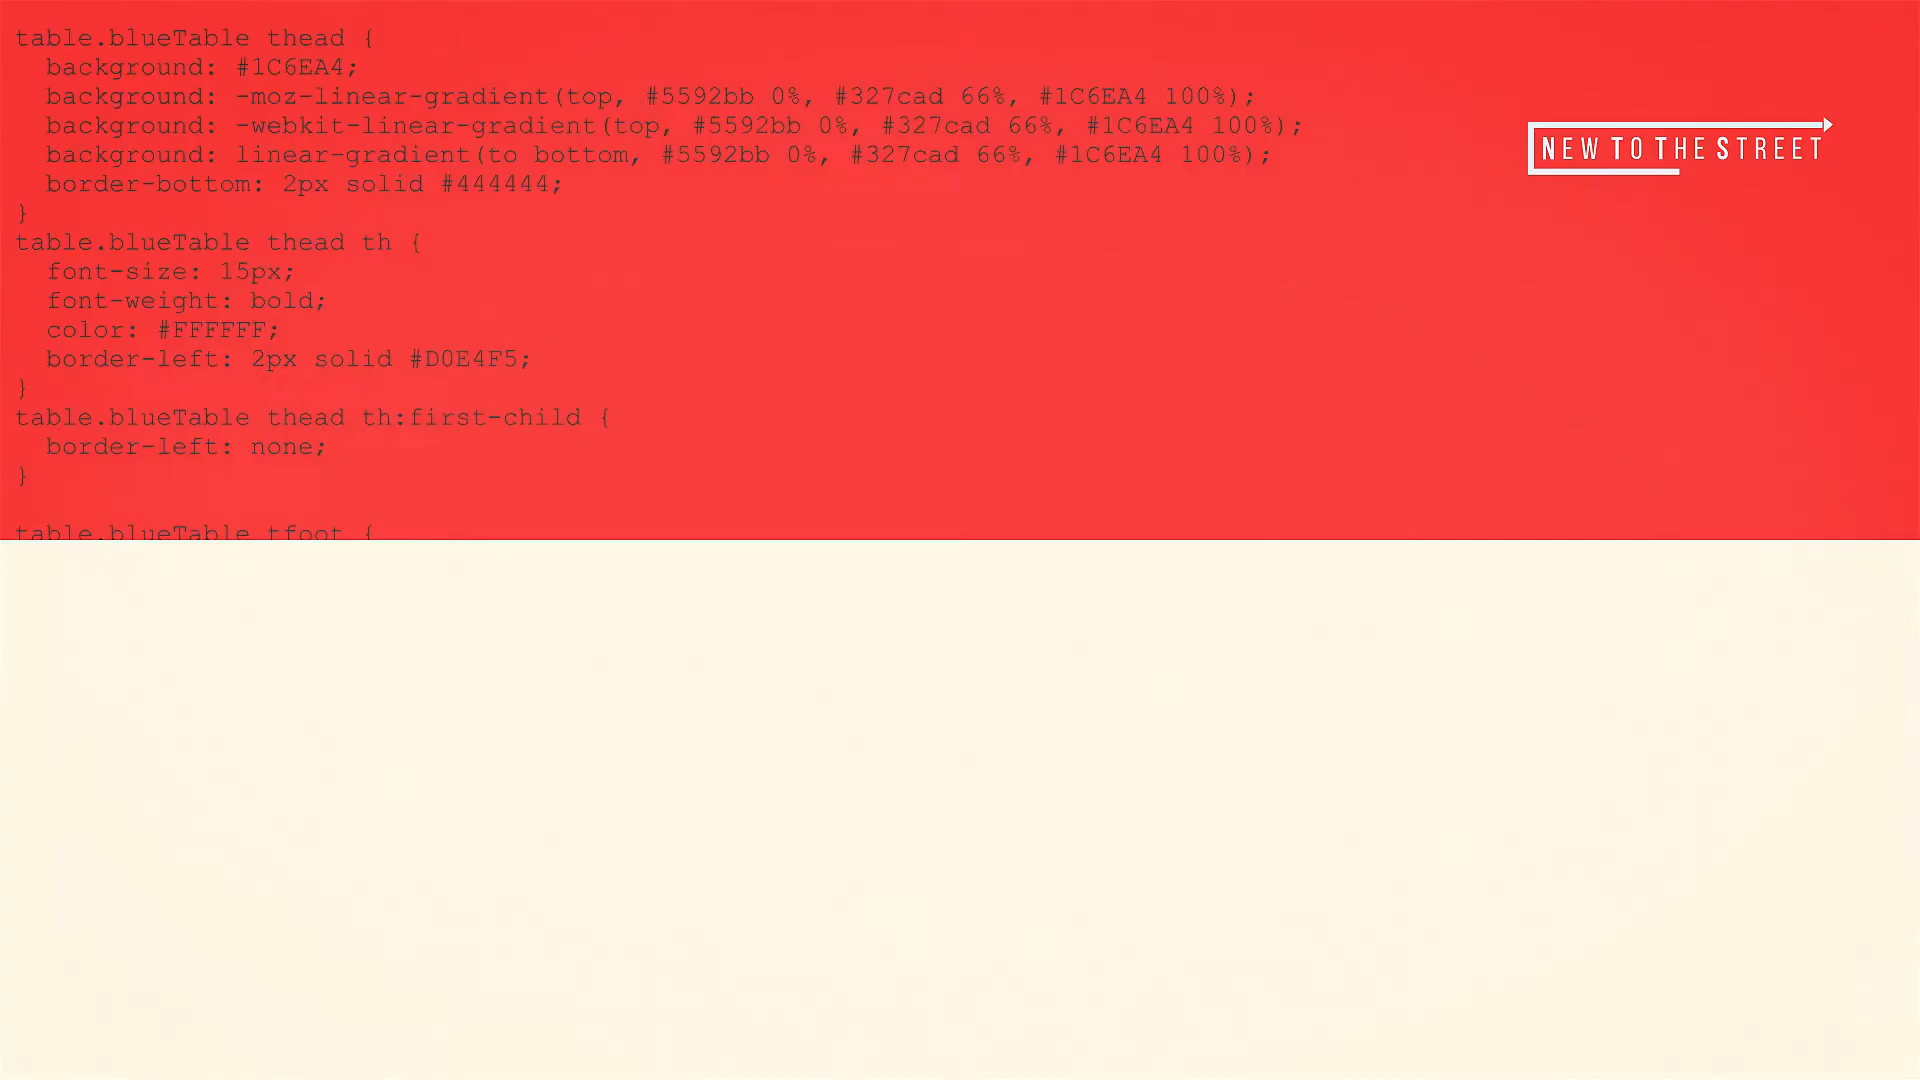 table.blueTable thead {
  background: #1C6EA4;
  background: -moz-linear-gradient(top, #5592bb 0%, #327cad 66%, #1C6EA4 100%);
  background: -webkit-linear-gradient(top, #5592bb 0%, #327cad 66%, #1C6EA4 100%);
  background: linear-gradient(to bottom, #5592bb 0%, #327cad 66%, #1C6EA4 100%);
  border-bottom: 2px solid #444444;
}
table.blueTable thead th {
  font-size: 15px;
  font-weight: bold;
  color: #FFFFFF;
  border-left: 2px solid #D0E4F5;
}
table.blueTable thead th:first-child {
  border-left: none;
}
table.blueTable tfoot {
NEW TO THE STREET